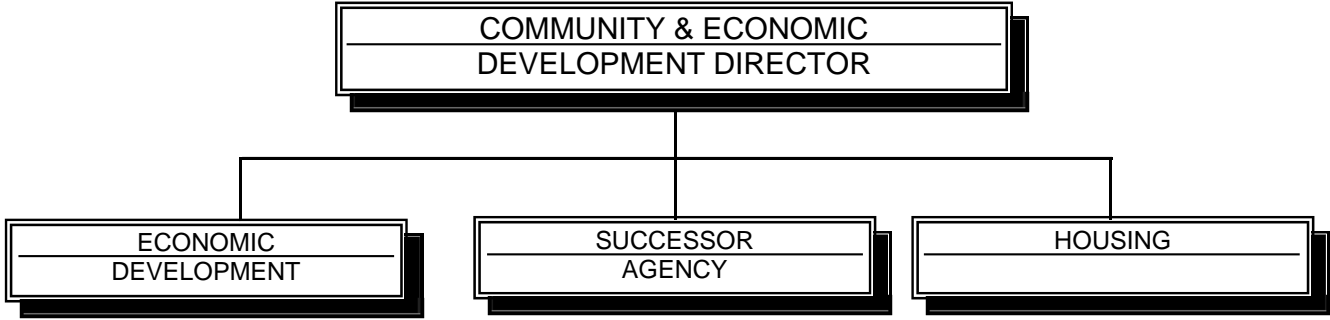 COMMUNITY & ECONOMIC
DEVELOPMENT DIRECTOR
ECONOMIC
DEVELOPMENT
SUCCESSOR
AGENCY
HOUSING